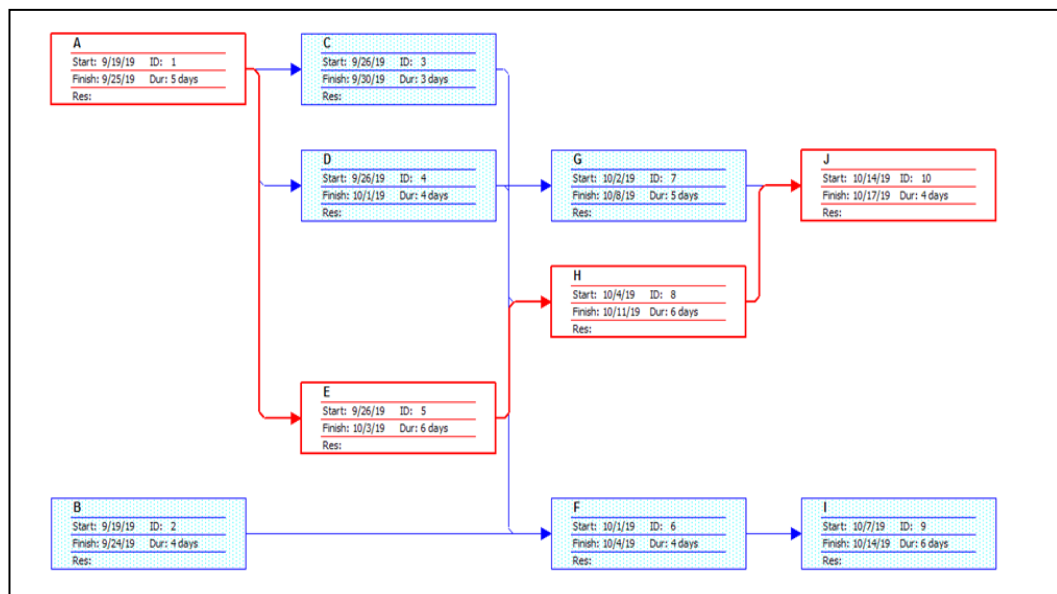 A
Start: 9/19/19 ID: 1
Finish: 9/25/19 Dur: 5 days
Res:
C
Start: 9/26/19 ID: 3
Finish: 9/30/19 Dur: 3 days
Res:
D
Start: 9/26/19 ID: 4
Finish: 10/1/19 Dur: 4 days
Res:
G
Start: 10/2/19 ID: 7
Finish: 10/8/19 Dur: 5 days
Res:
J
Start: 10/14/19 ID: 10
Finish: 10/17/19 Dur: 4 days
Res:
H
Start: 10/4/19 ID: 8
Finish: 10/11/19 Dur: 6 days
Res:
E
Start: 9/26/19 ID: 5
Finish: 10/3/19 Dur: 6 days
Res:
B
Start: 9/19/19 ID: 2
Finish: 9/24/19 Dur: 4 days
Res:
F
Start: 10/1/19 ID: 6
Finish: 10/4/19 Dur: 4 days
Res:
I
Start: 10/7/19 ID: 9
Finish: 10/14/19 Dur: 6 days
Res: